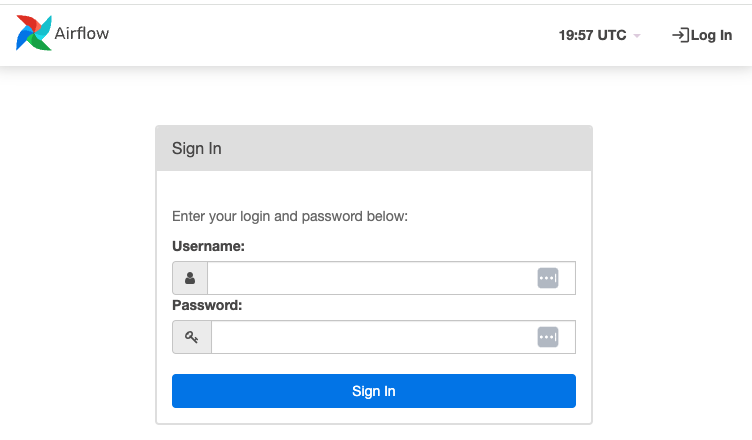 Airflow
19:57 UTC
Log In
Sign In
Enter your login and password below:
Username:
Password:
Sign In